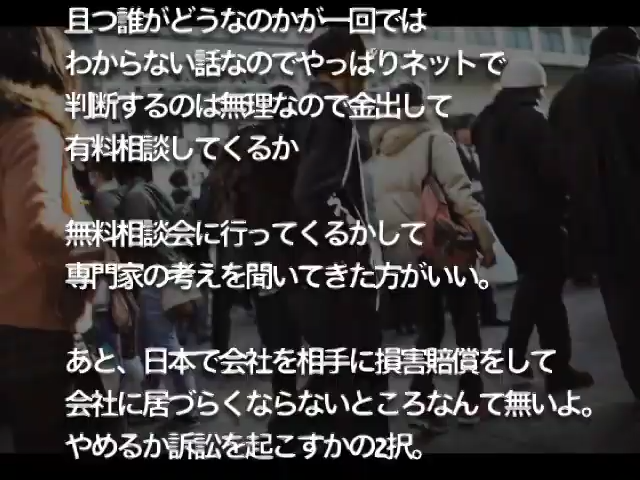 且つ誰がどうなのかが一回では
わからない話なのでやっぱりネットで
判断するのは無理なので金出して
有料相談してくるか
無料相談会に行ってくるかして
専門家の考えを聞いてきた方がいい。
あと、日本で会社を相手に損害賠償をして
会社に居づらくならないところなんて無いよ。
やめるか訴訟を起こすかの2択。